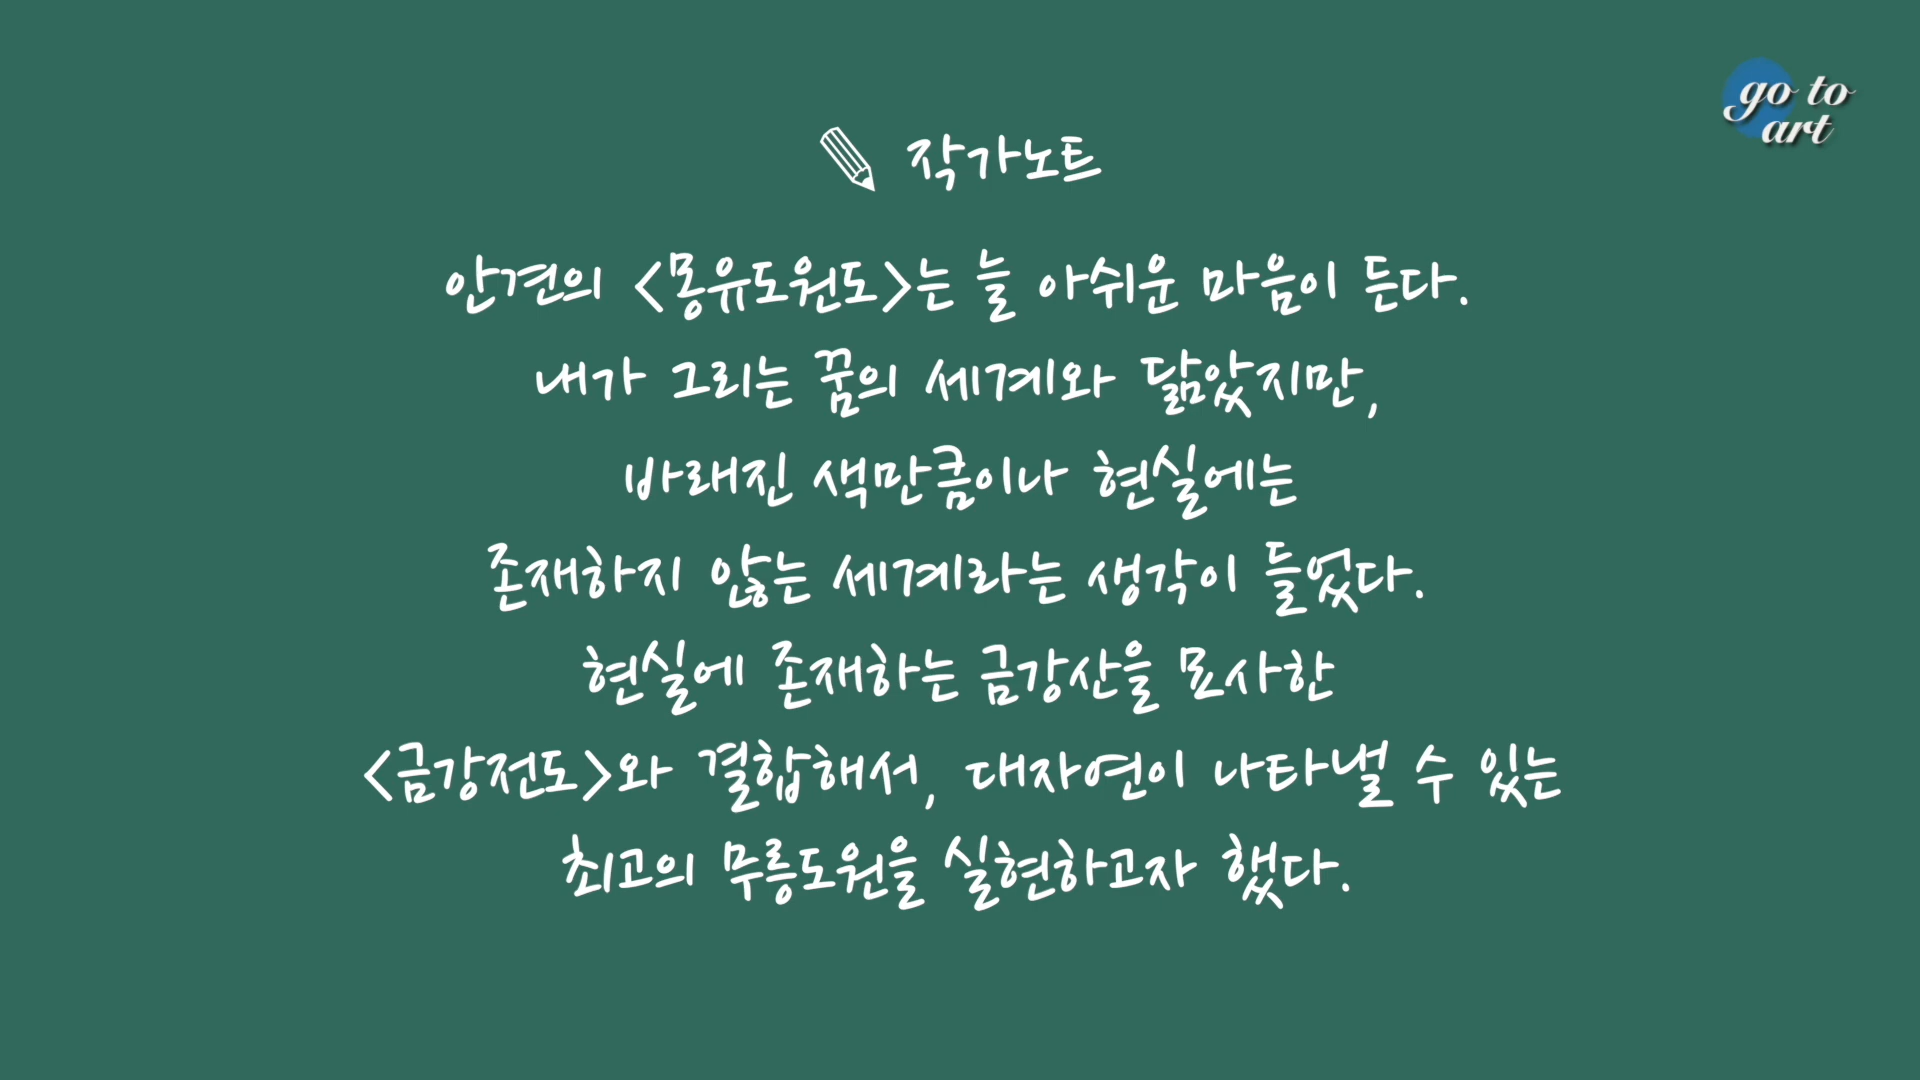 go to
art
작가노트
안견의 <몽유도원도>는 늘 아쉬운 마음이 든다.
내가 그리는 꿈의 세계와 닮았지만,
바래진 색만큼이나 현실에는
존재하지 않는 세계라는 생각이 들었다.
현실에 존재하는 금강산을 묘사한
<금강전도>와 결합해서, 대자연이 나타낼 수 있는
최고의 무릉도원을 실현하고자 했다.